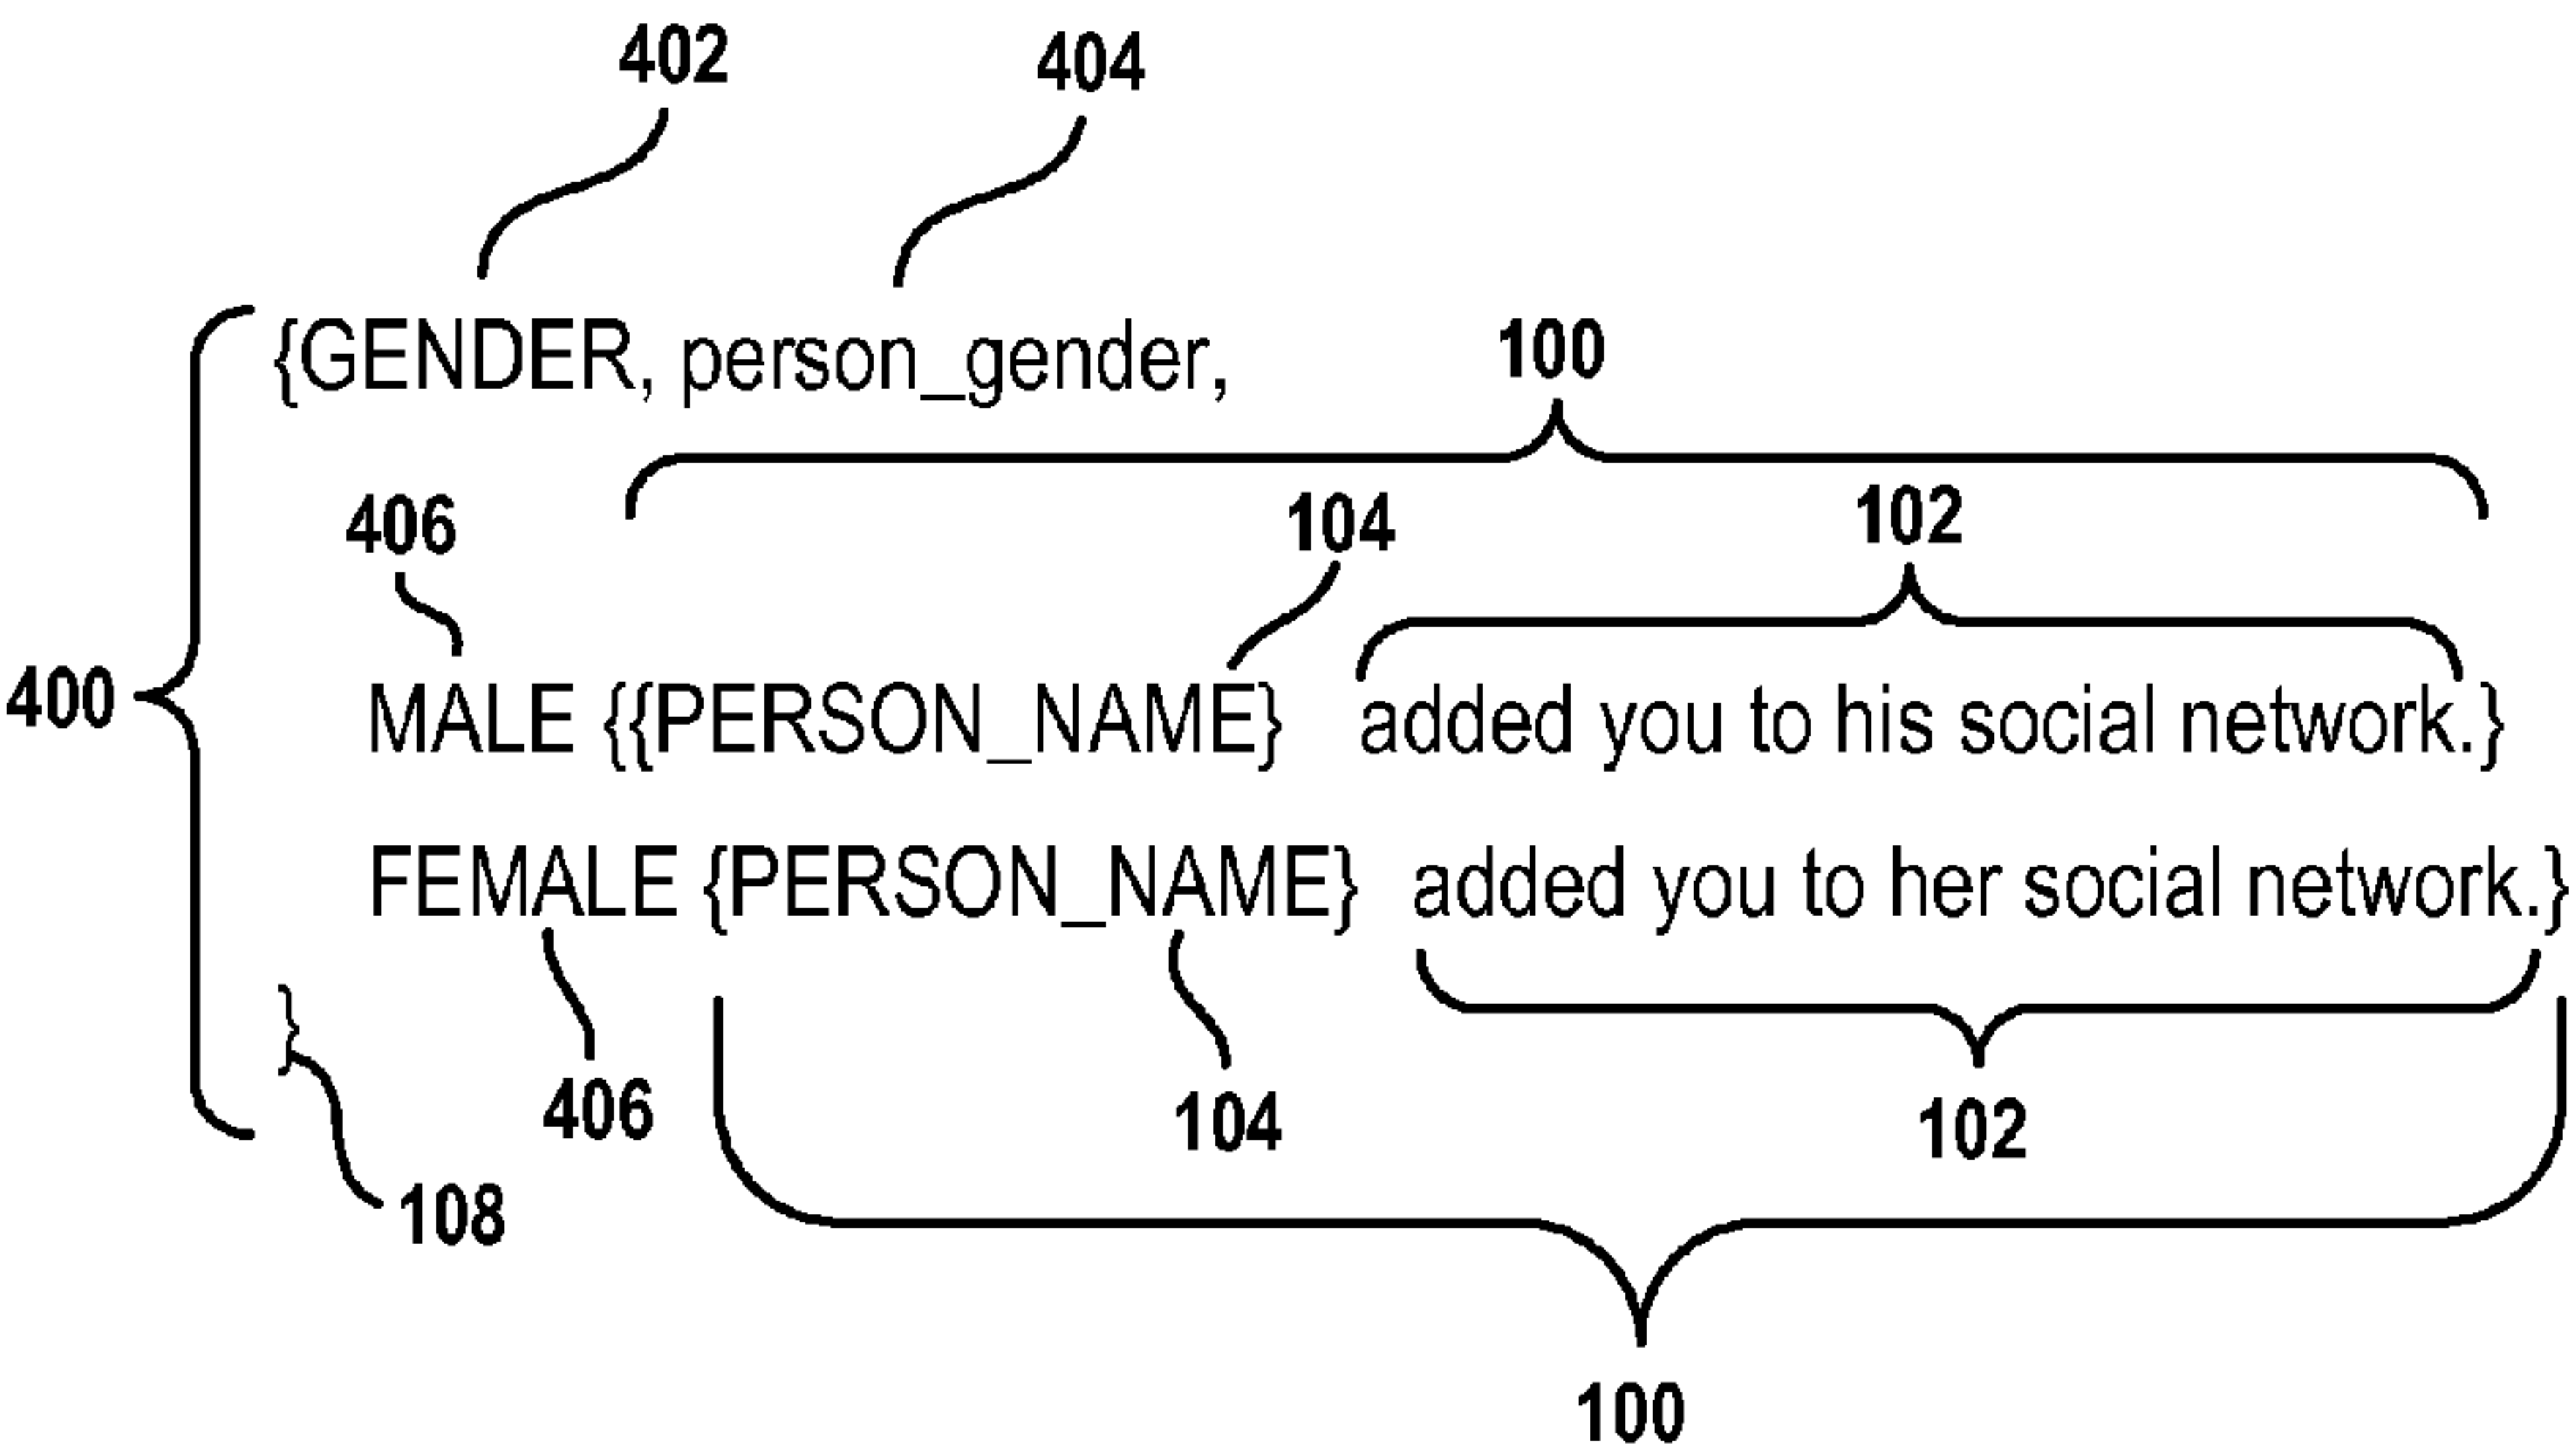 402 404
{GENDER, person_gender,
100
406 104 102
400
MALE {{PERSON_NAME} added you to his social network.}
FEMALE {PERSON_NAME} added you to her social network.}
}
406 104 102
108
100